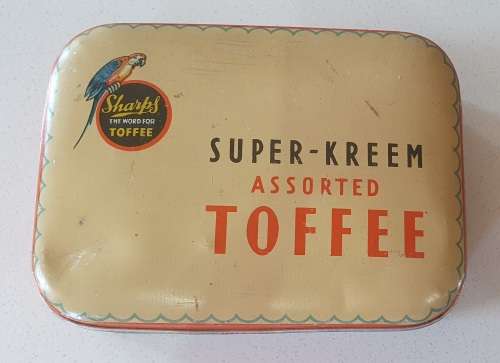 Sharps
THE WORD FOR
TOFFEE
SUPER-KREEM
ASSORTED
TOFFEE